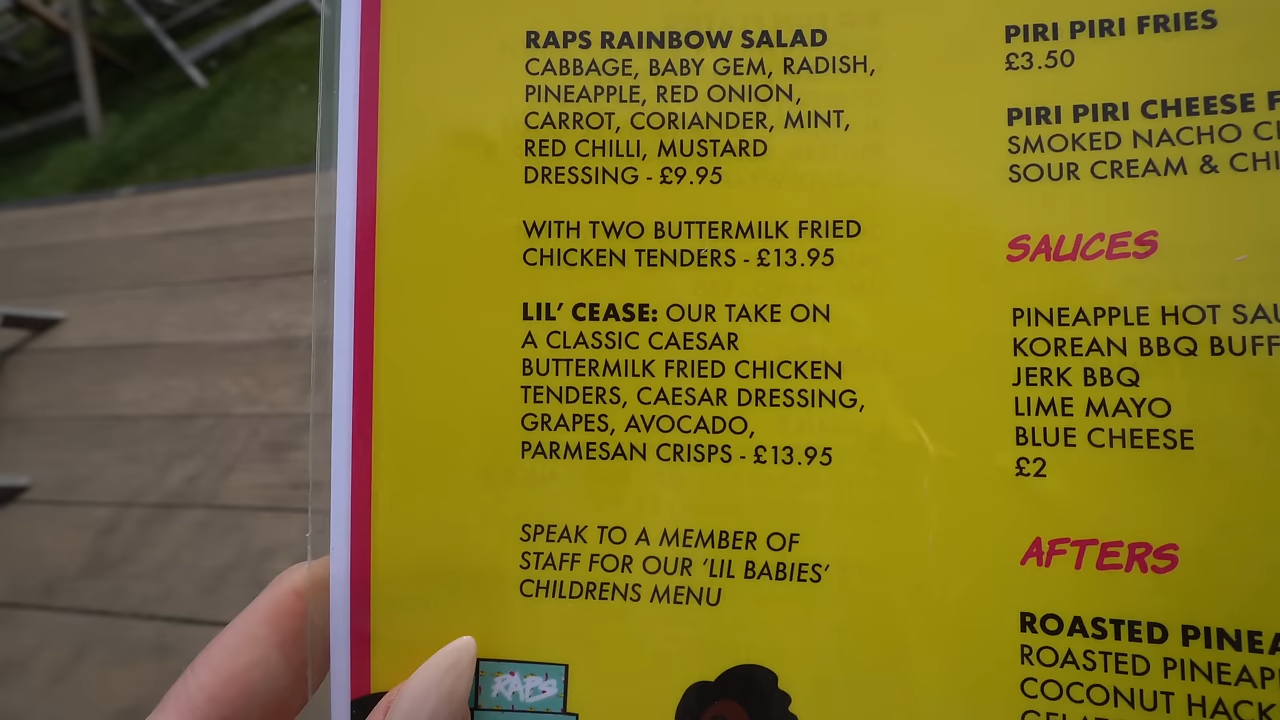 RAPS RAINBOW SALAD
CABBAGE, BABY GEM, RADISH,
PINEAPPLE, RED ONION,
CARROT, CORIANDER, MINT,
RED CHILLI, MUSTARD
DRESSING - £9.95
WITH TWO BUTTERMILK FRIED
CHICKEN TENDERS - £13.95
LIL' CEASE: OUR TAKE ON
A CLASSIC CAESAR
BUTTERMILK FRIED CHICKEN
TENDERS, CAESAR DRESSING,
GRAPES, AVOCADO,
PARMESAN CRISPS - £13.95
SPEAK TO A MEMBER OF
STAFF FOR OUR 'LIL BABIES'
CHILDRENS MENU
RAPS
PIRI PIRI FRIES
£3.50
PIRI PIRI CHEESE
SMOKED NACHO
SOUR CREAM &
SAUCES
PINEAPPLE HOT
KOREAN BBQ
JERK BBQ
LIME MAYO
BLUE CHEESE
£2
AFTERS
ROASTED
ROASTED
COCONUT